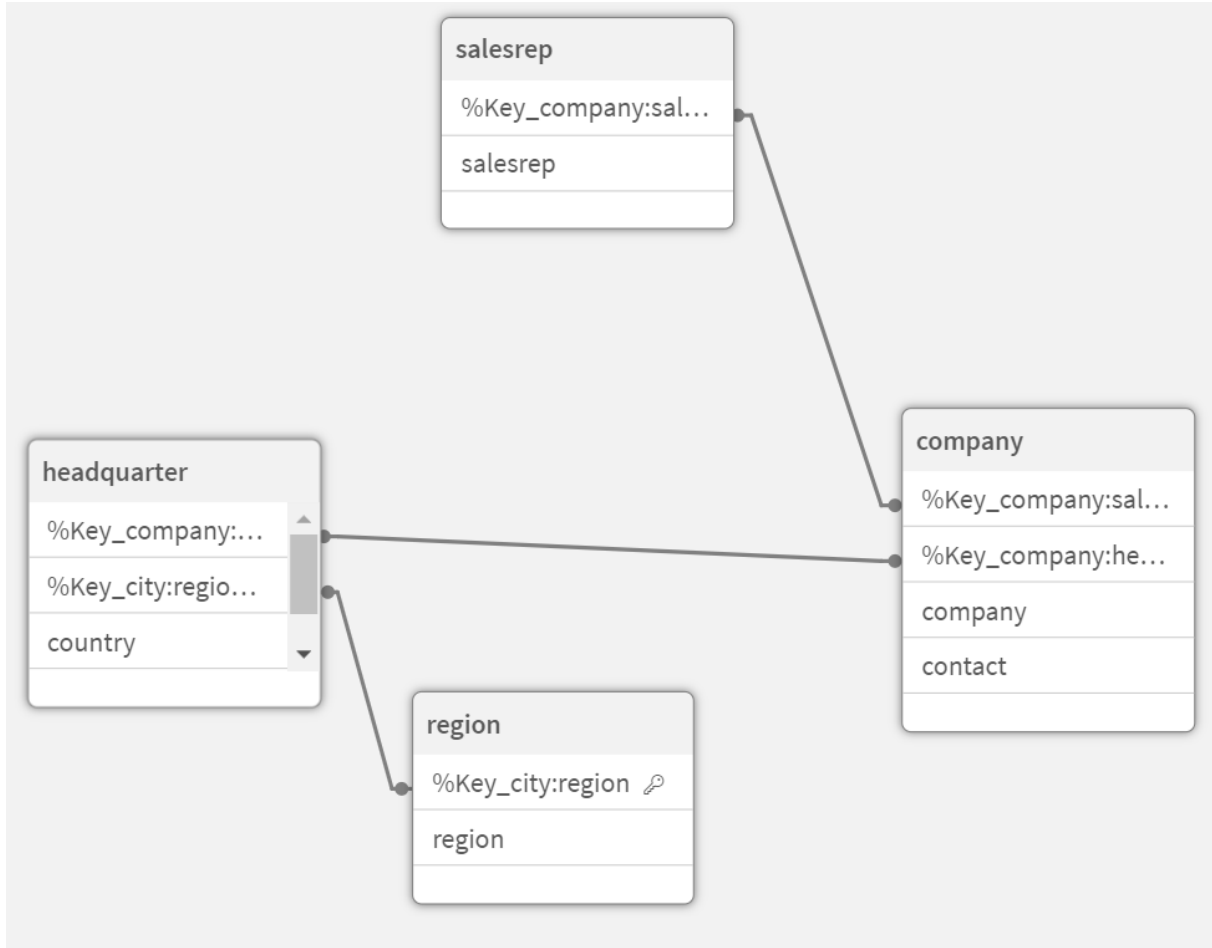 salesrep
%Key_company:sal...
salesrep
headquarter
%Key_company:...
%Key_city:regio...
country
company
%Key_company:sal...
%Key_company:he...
company
contact
region
%Key_city:region
region